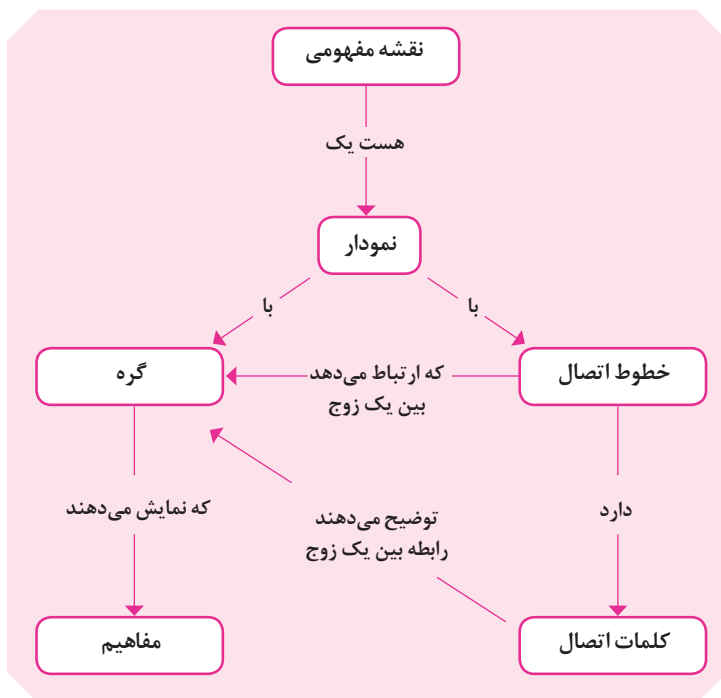 نقشه مفهومی
هست یک
نمودار
با
با
خطوط اتصال
که ارتباط می‌دهد
بین یک زوج
گره
دارد
توضیح می‌دهند
رابطه بین یک زوج
که نمایش می‌دهند
کلمات اتصال
مفاهیم